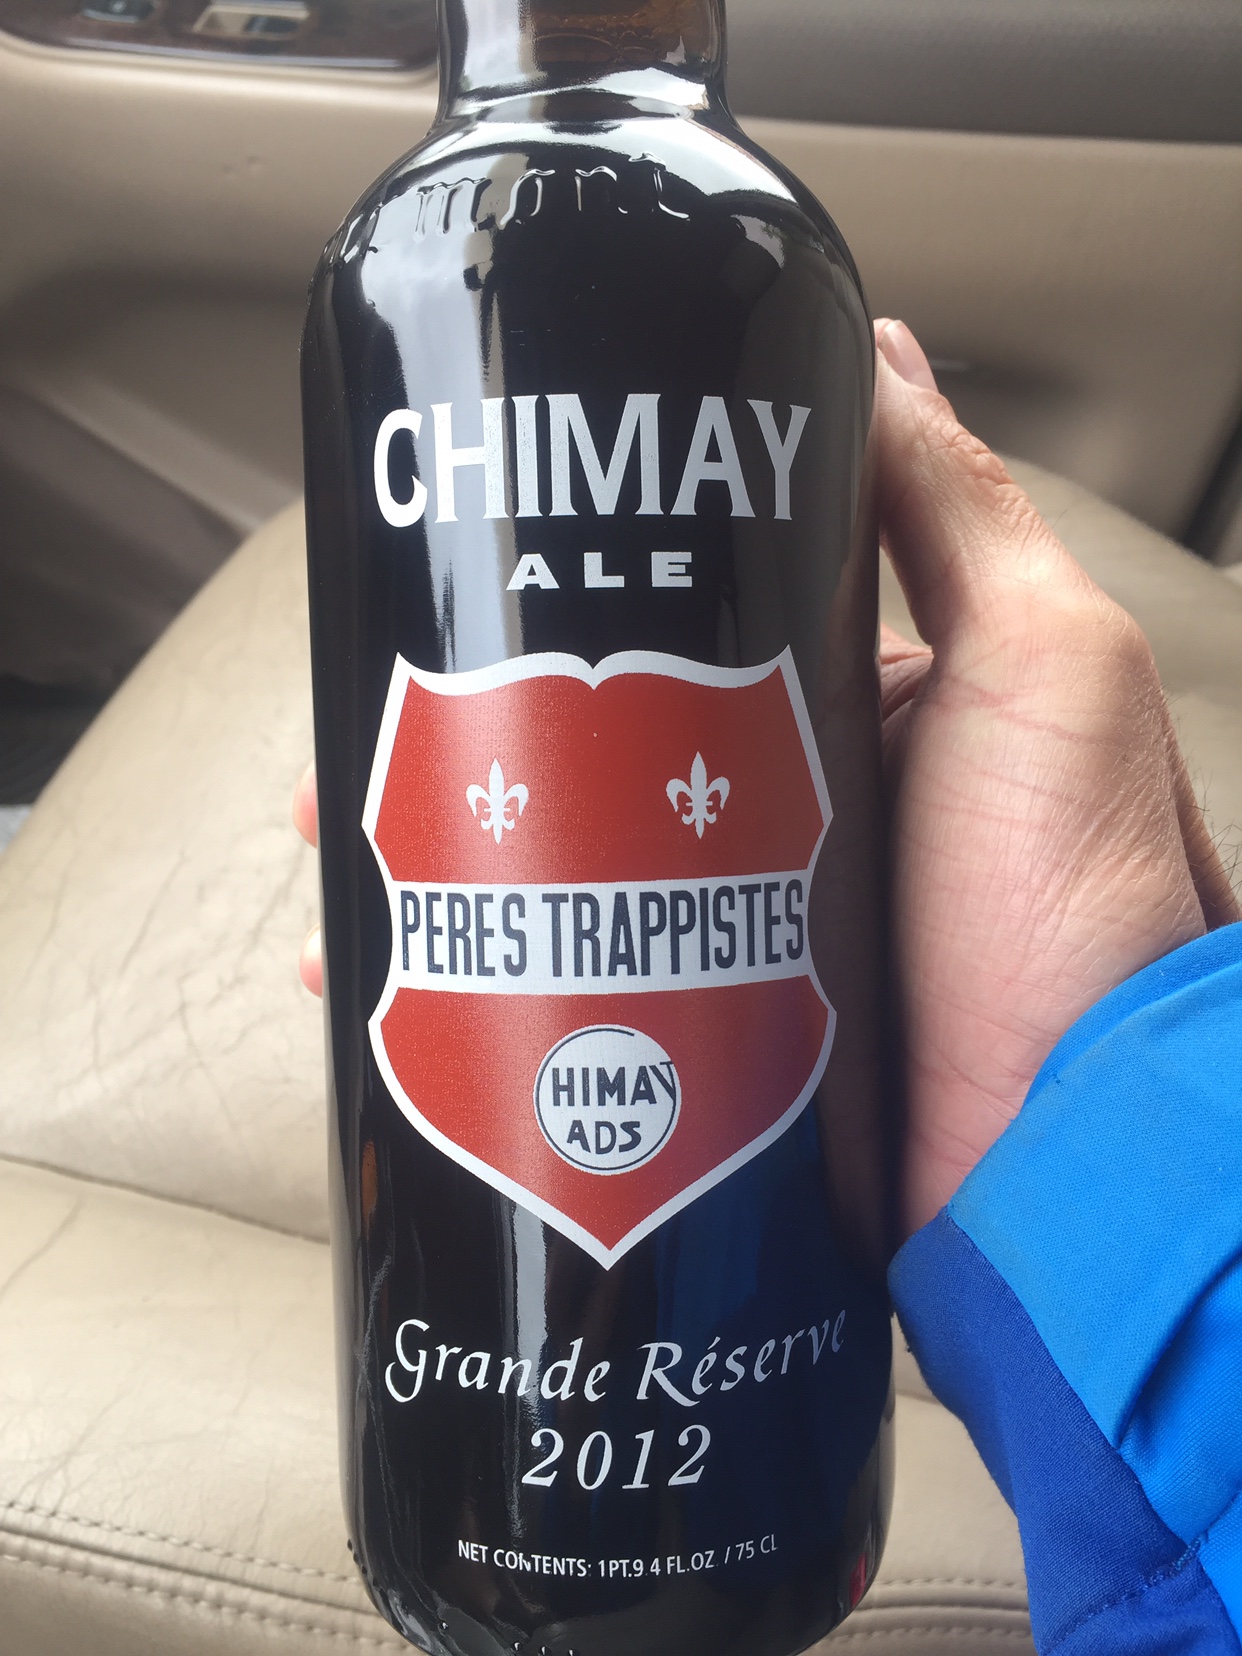 CHIMAY
ALE
PERES TRAPPISTES
HIMAY
ADS
Grande Réserve
2012
NET CONTENTS: 1PT.9.4 FL.OZ. / 75 CL